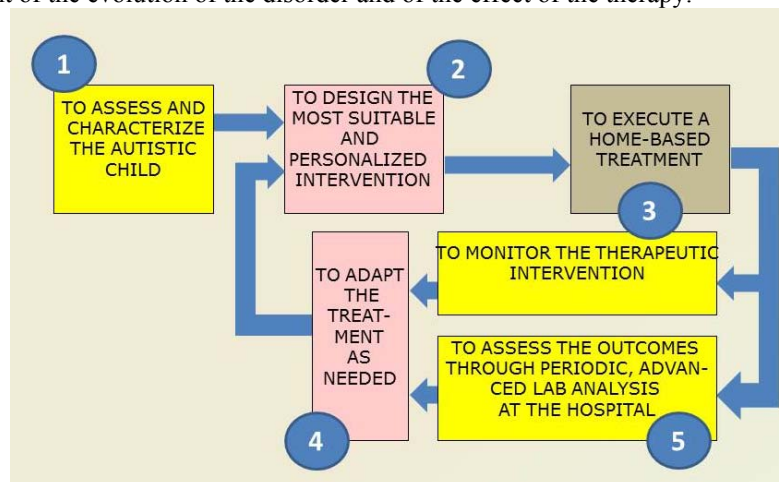 nt of the evolution of the disorder and of the effect of the therapy.
1
TO ASSESS AND
CHARACTERIZE
THE AUTISTIC
CHILD
2
TO DESIGN THE
MOST SUITABLE
AND
PERSONALIZED
INTERVENTION
TO EXECUTE A
HOME-BASED
TREATMENT
3
TO MONITOR THE THERAPEUTIC
INTERVENTION
TO ADAPT
THE
TREAT-
MENT
AS
NEEDED
4
TO ASSESS THE OUTCOMES
THROUGH PERIODIC, ADVAN-
CED LAB ANALYSIS
AT THE HOSPITAL
5